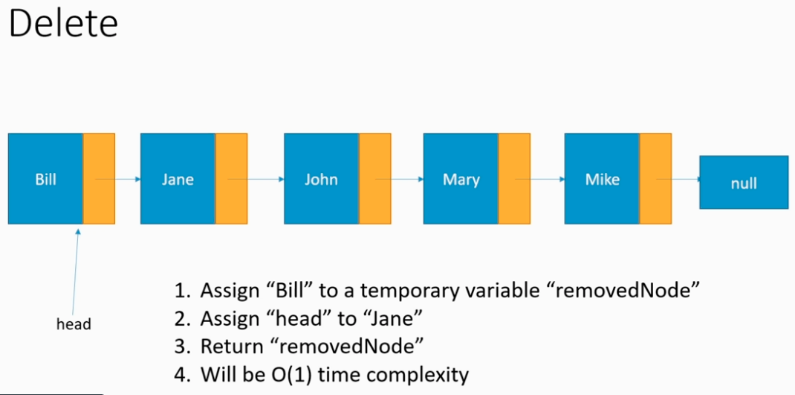 Delete
Bill Jane John Mary Mike null
head
1. Assign “Bill” to a temporary variable “removedNode”
2. Assign “head” to “Jane”
3. Return “removedNode”
4. Will be O(1) time complexity